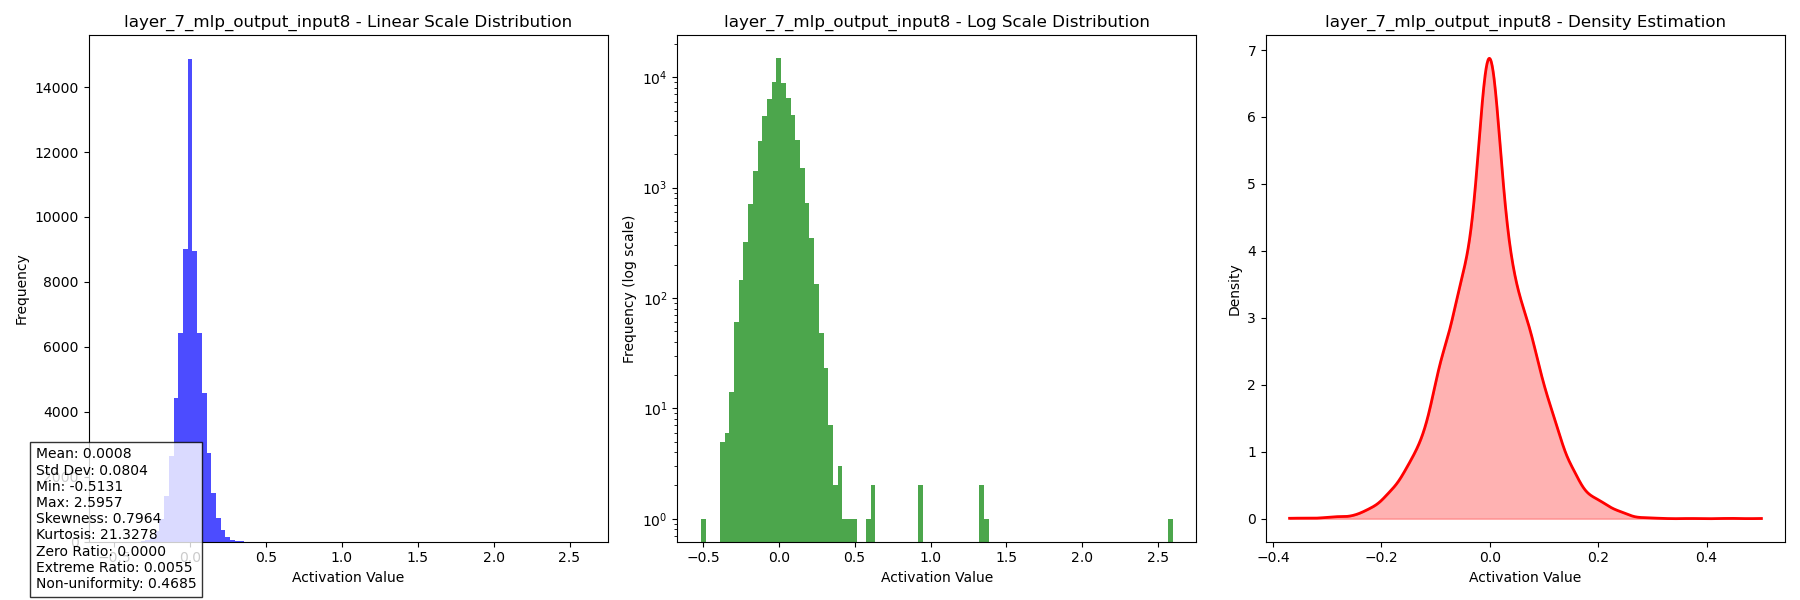 layer_7_mlp_output_input8 - Linear Scale Distribution
Frequency
14000
12000
10000
8000
6000
4000
2000
0
0.0
0.5
1.0
1.5
2.0
2.5
Activation Value
Mean: 0.0008
Std Dev: 0.0804
Min: -0.5131
Max: 2.5957
Skewness: 0.7964
Kurtosis: 21.3278
Zero Ratio: 0.0000
Extreme Ratio: 0.0055
Non-uniformity: 0.4685
layer_7_mlp_output_input8 - Log Scale Distribution
Frequency (log scale)
10⁴
10³
10²
10¹
10⁰
−0.5
0.0
0.5
1.0
1.5
2.0
2.5
Activation Value
layer_7_mlp_output_input8 - Density Estimation
Density
7
6
5
4
3
2
1
0
−0.4
−0.2
0.0
0.2
0.4
Activation Value